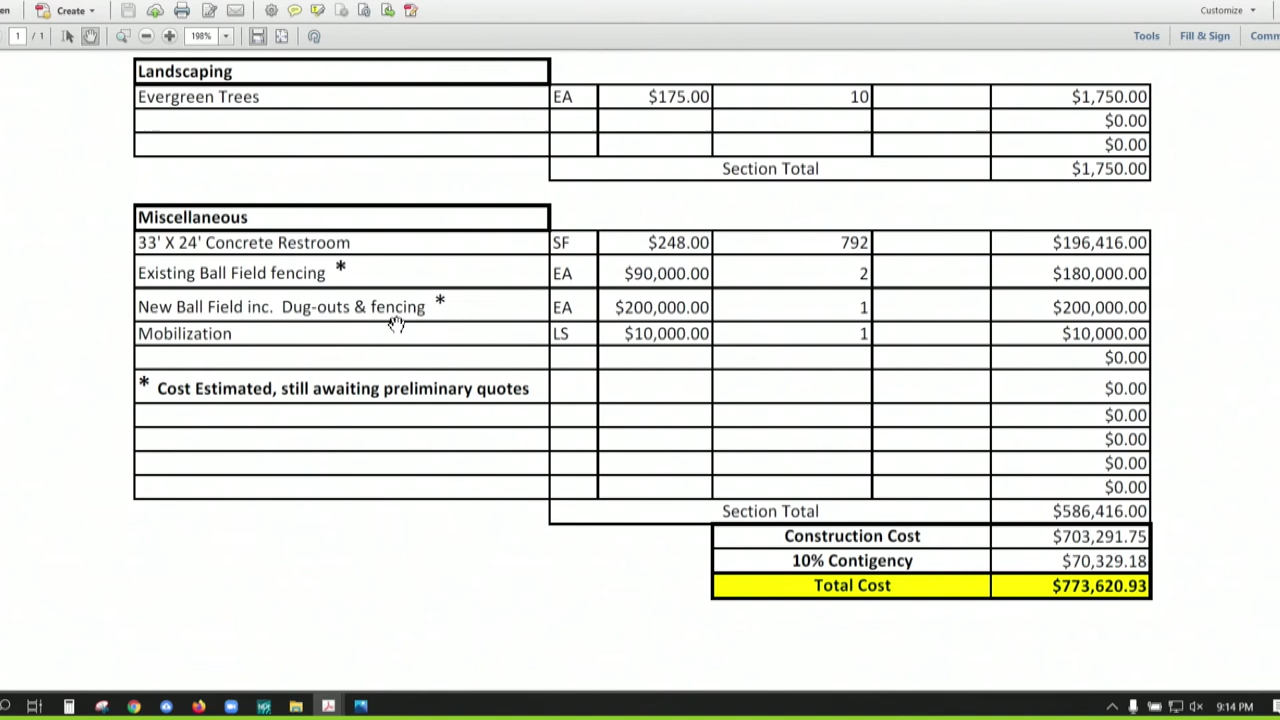 en Create Customize
1 / 1 198% Tools Fill & Sign Comm
Landscaping
Evergreen Trees EA $175.00 10 $1,750.00
$0.00
$0.00
Section Total $1,750.00
Miscellaneous
33' X 24' Concrete Restroom SF $248.00 792 $196,416.00
Existing Ball Field fencing * EA $90,000.00 2 $180,000.00
New Ball Field inc. Dug-outs & fencing * EA $200,000.00 1 $200,000.00
Mobilization LS $10,000.00 1 $10,000.00
$0.00
* Cost Estimated, still awaiting preliminary quotes $0.00
$0.00
$0.00
$0.00
$0.00
Section Total $586,416.00
Construction Cost $703,291.75
10% Contigency $70,329.18
Total Cost $773,620.93
9:14 PM